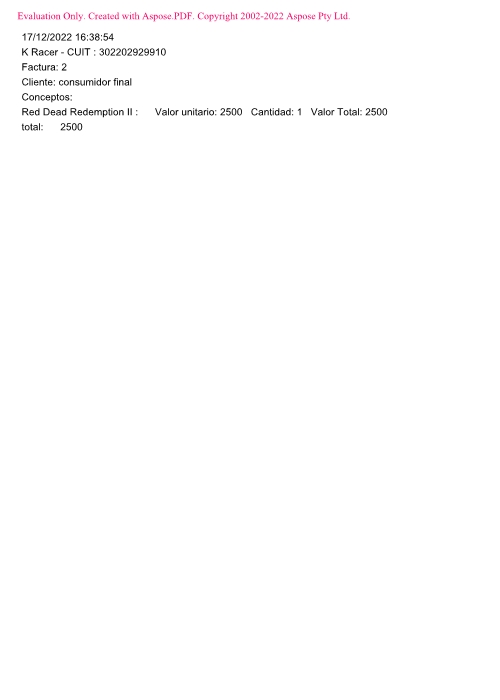 Evaluation Only. Created with Aspose.PDF. Copyright 2002-2022 Aspose Pty Ltd.
17/12/2022 16:38:54
K Racer - CUIT : 302202929910
Factura: 2
Cliente: consumidor final
Conceptos:
Red Dead Redemption II : Valor unitario: 2500 Cantidad: 1 Valor Total: 2500
total: 2500